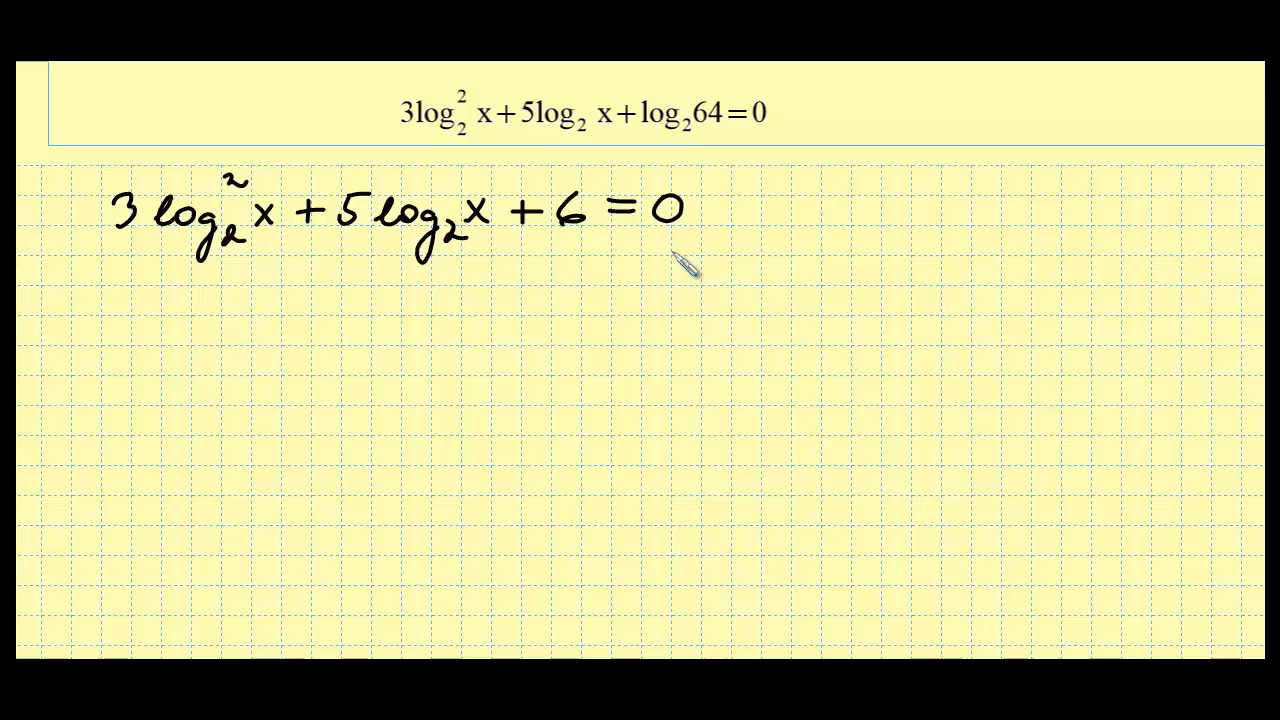 3log₂² x+5log₂ x+log₂64=0
3 log₂² x + 5 log₂ x + 6 = 0